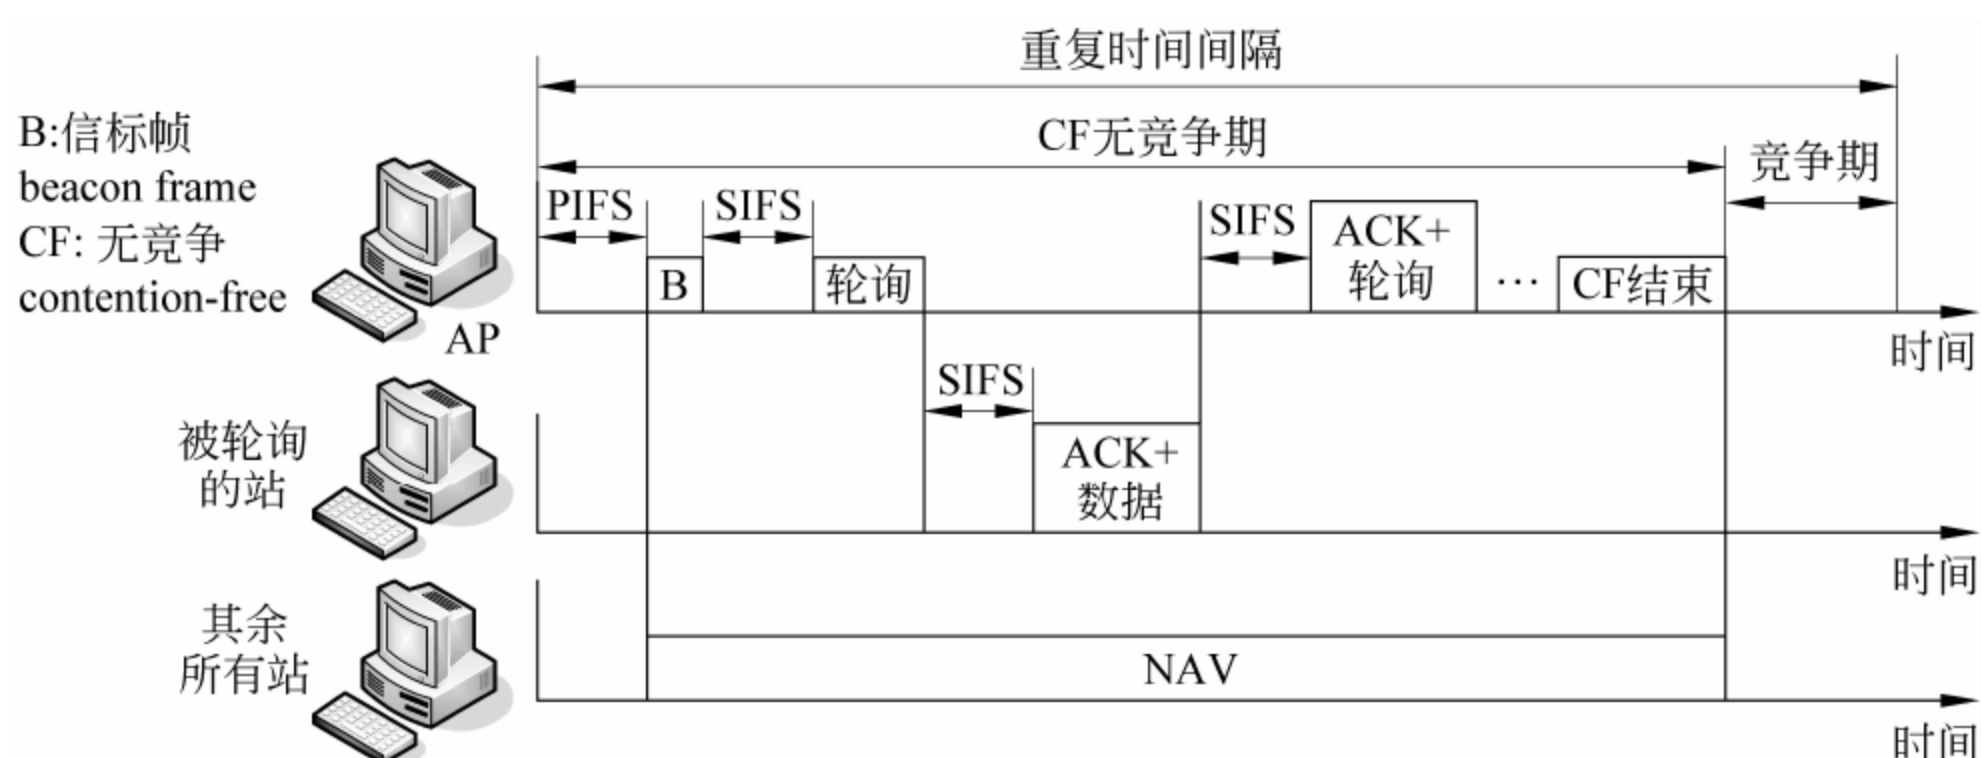 重复时间间隔
B:信标帧
beacon frame
CF: 无竞争
contention-free
CF无竞争期
竞争期
PIFS
SIFS
SIFS
B
轮询
ACK+
轮询
…
CF结束
AP
时间
SIFS
被轮询
的站
ACK+
数据
时间
其余
所有站
NAV
时间